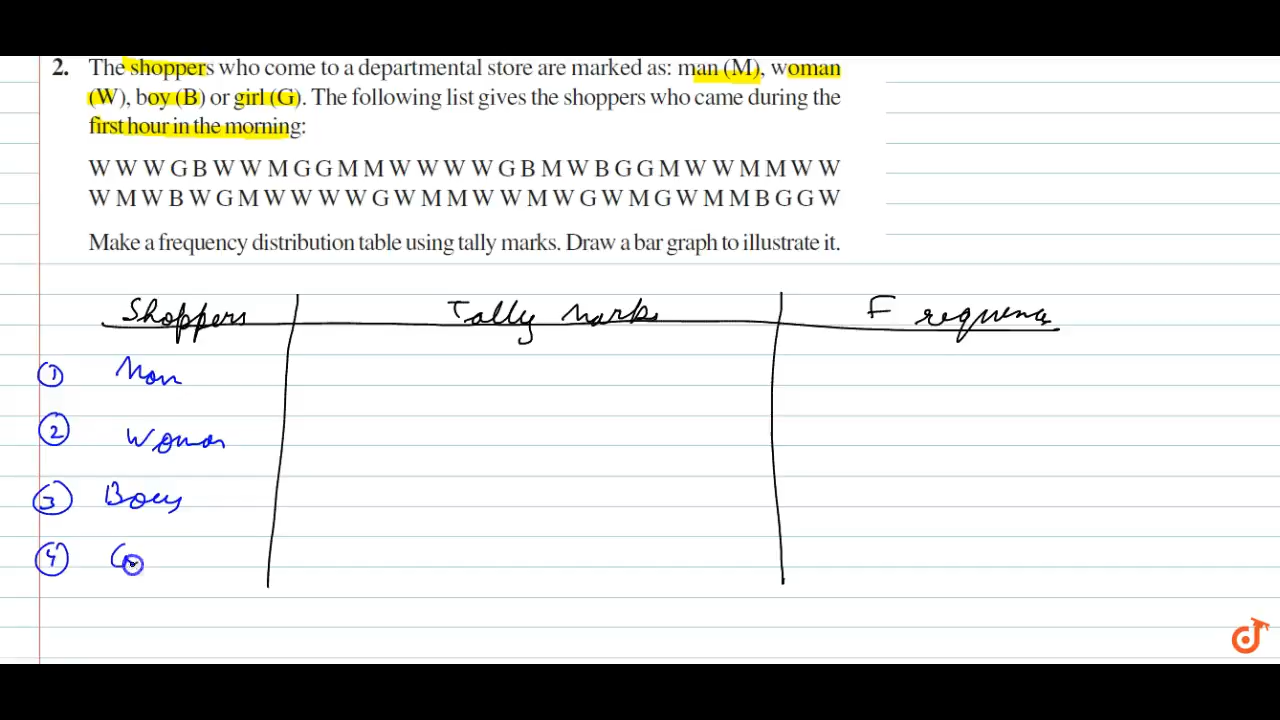 2. The shoppers who come to a departmental store are marked as: man (M), woman
(W), boy (B) or girl (G). The following list gives the shoppers who came during the
first hour in the morning:
W W W G B W W M G G M M W W W W G B M W B G G M W W M M W W
W M W B W G M W W W W G W M M W W M W G W M G W M M B G G W
Make a frequency distribution table using tally marks. Draw a bar graph to illustrate it.
Shoppers Tally Marks Frequency
1 Man
2 Woman
3 Boys
4 G